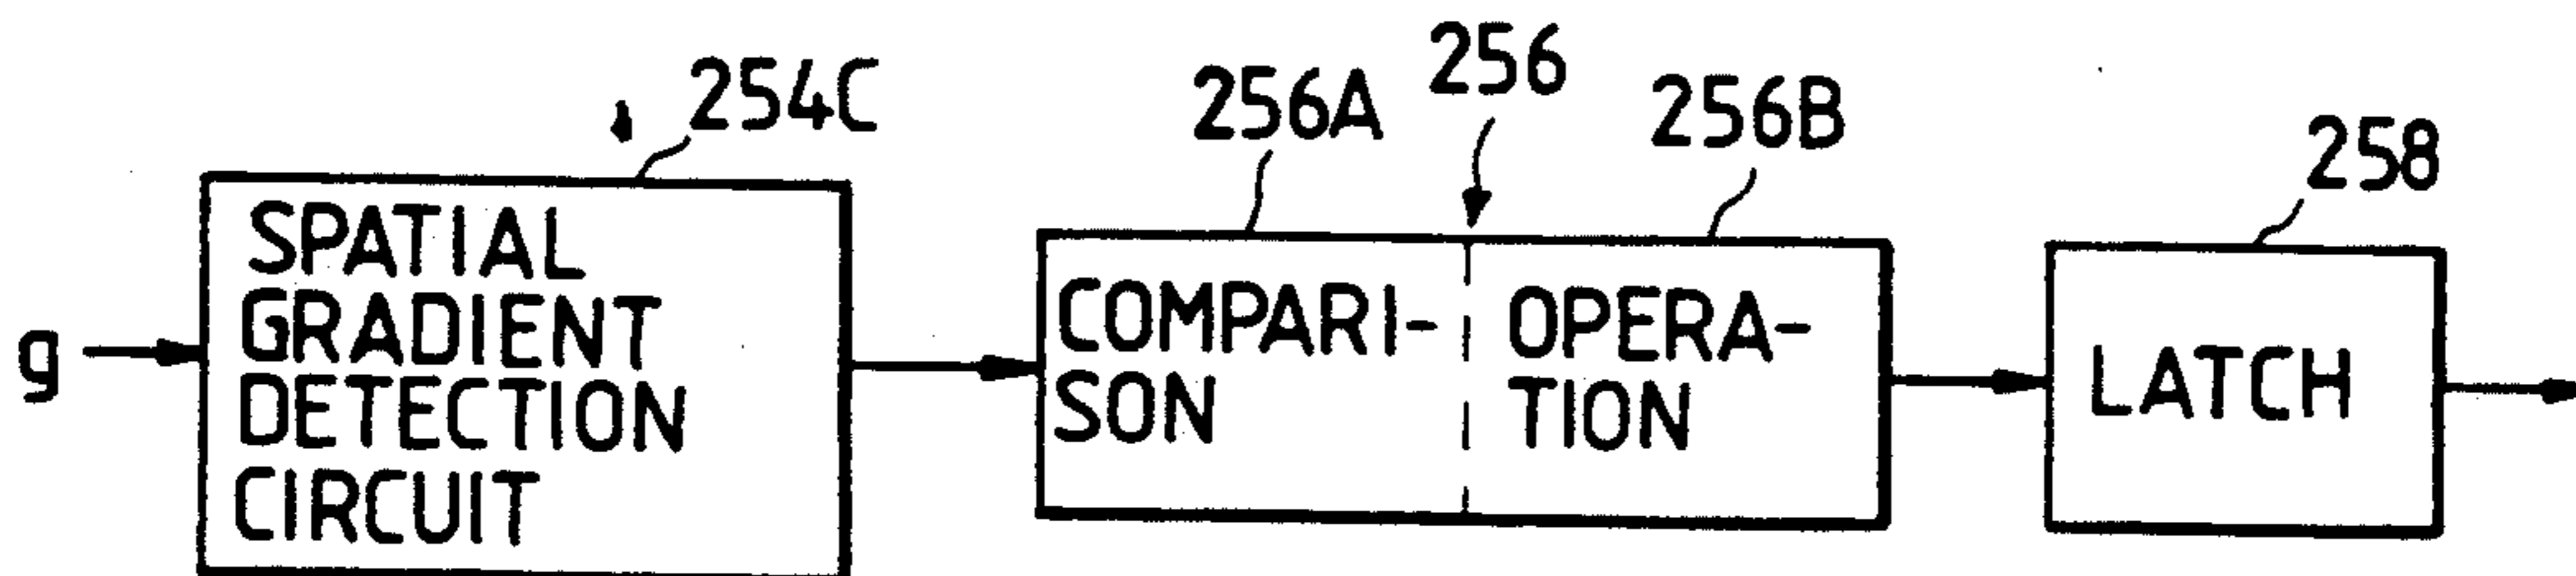 254C
256A
256
256B
258
g
SPATIAL
GRADIENT
DETECTION
CIRCUIT
COMPARI-
SON
OPERA-
TION
LATCH